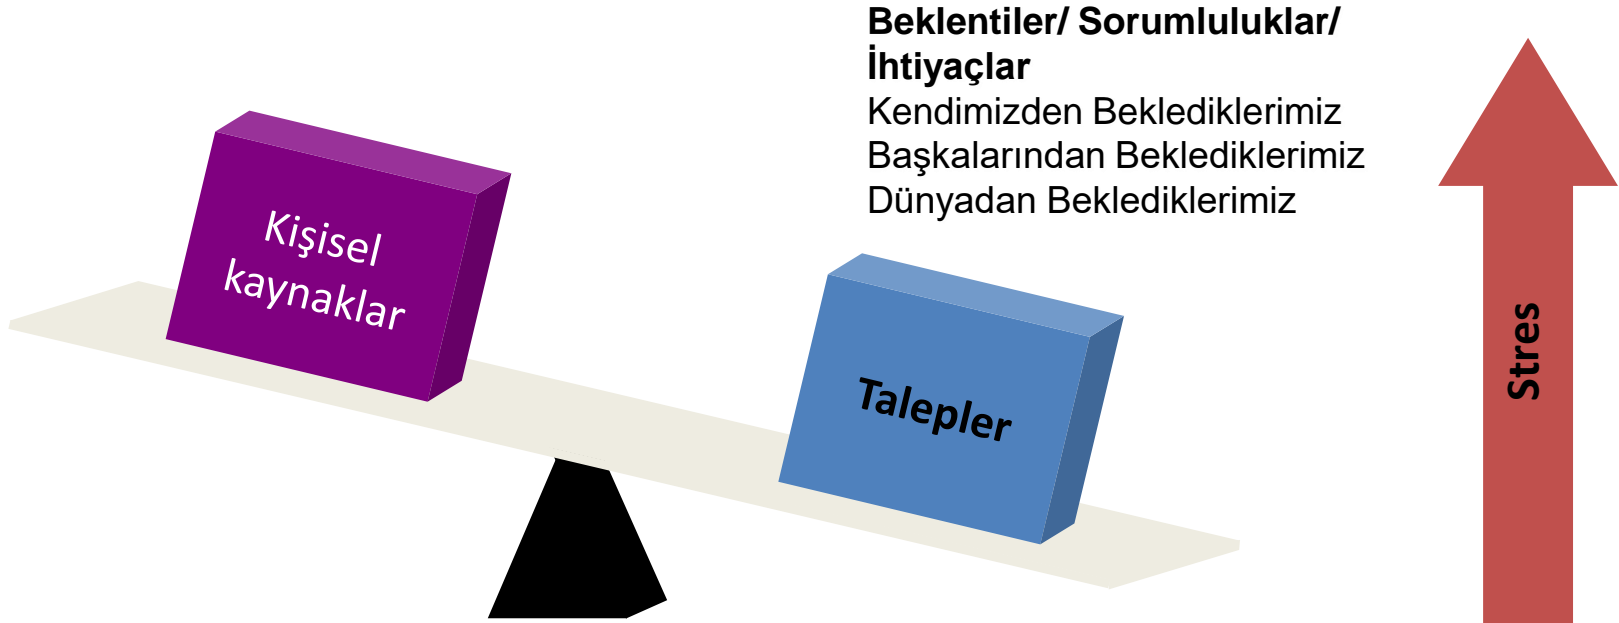 Beklentiler/ Sorumluluklar/
İhtiyaçlar
Kendimizden Beklediklerimiz
Başkalarından Beklediklerimiz
Dünyadan Beklediklerimiz
Kişisel
kaynaklar
Talepler
Stres